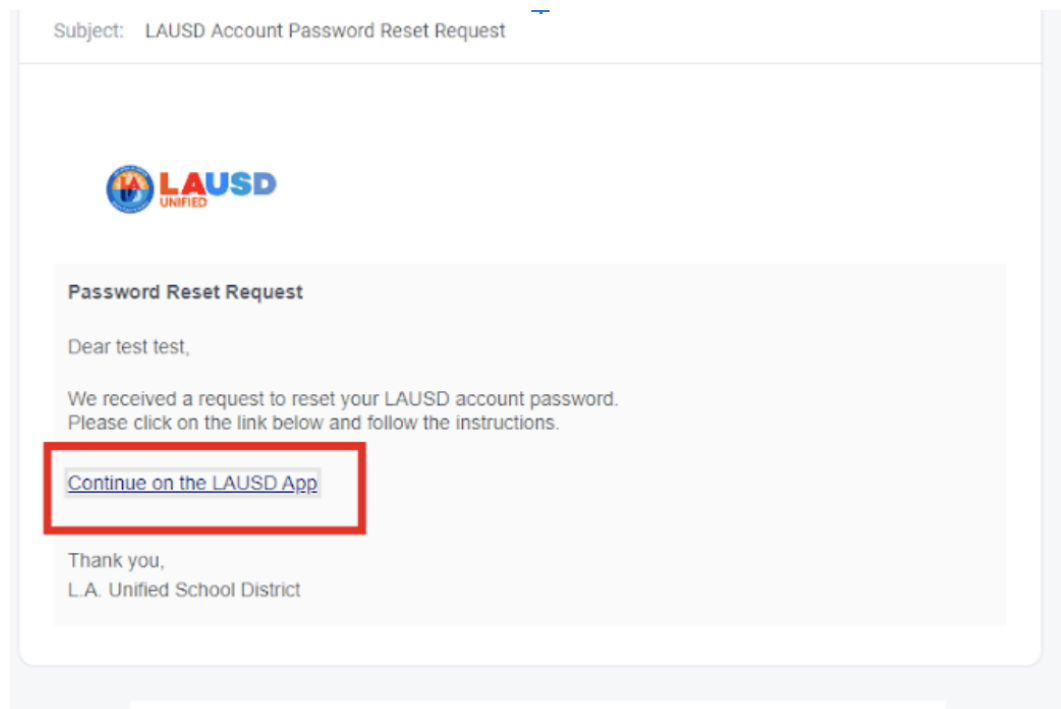 Subject: LAUSD Account Password Reset Request
LAUSD
UNIFIED
Password Reset Request
Dear test test,
We received a request to reset your LAUSD account password.
Please click on the link below and follow the instructions.
Continue on the LAUSD App
Thank you,
L.A. Unified School District